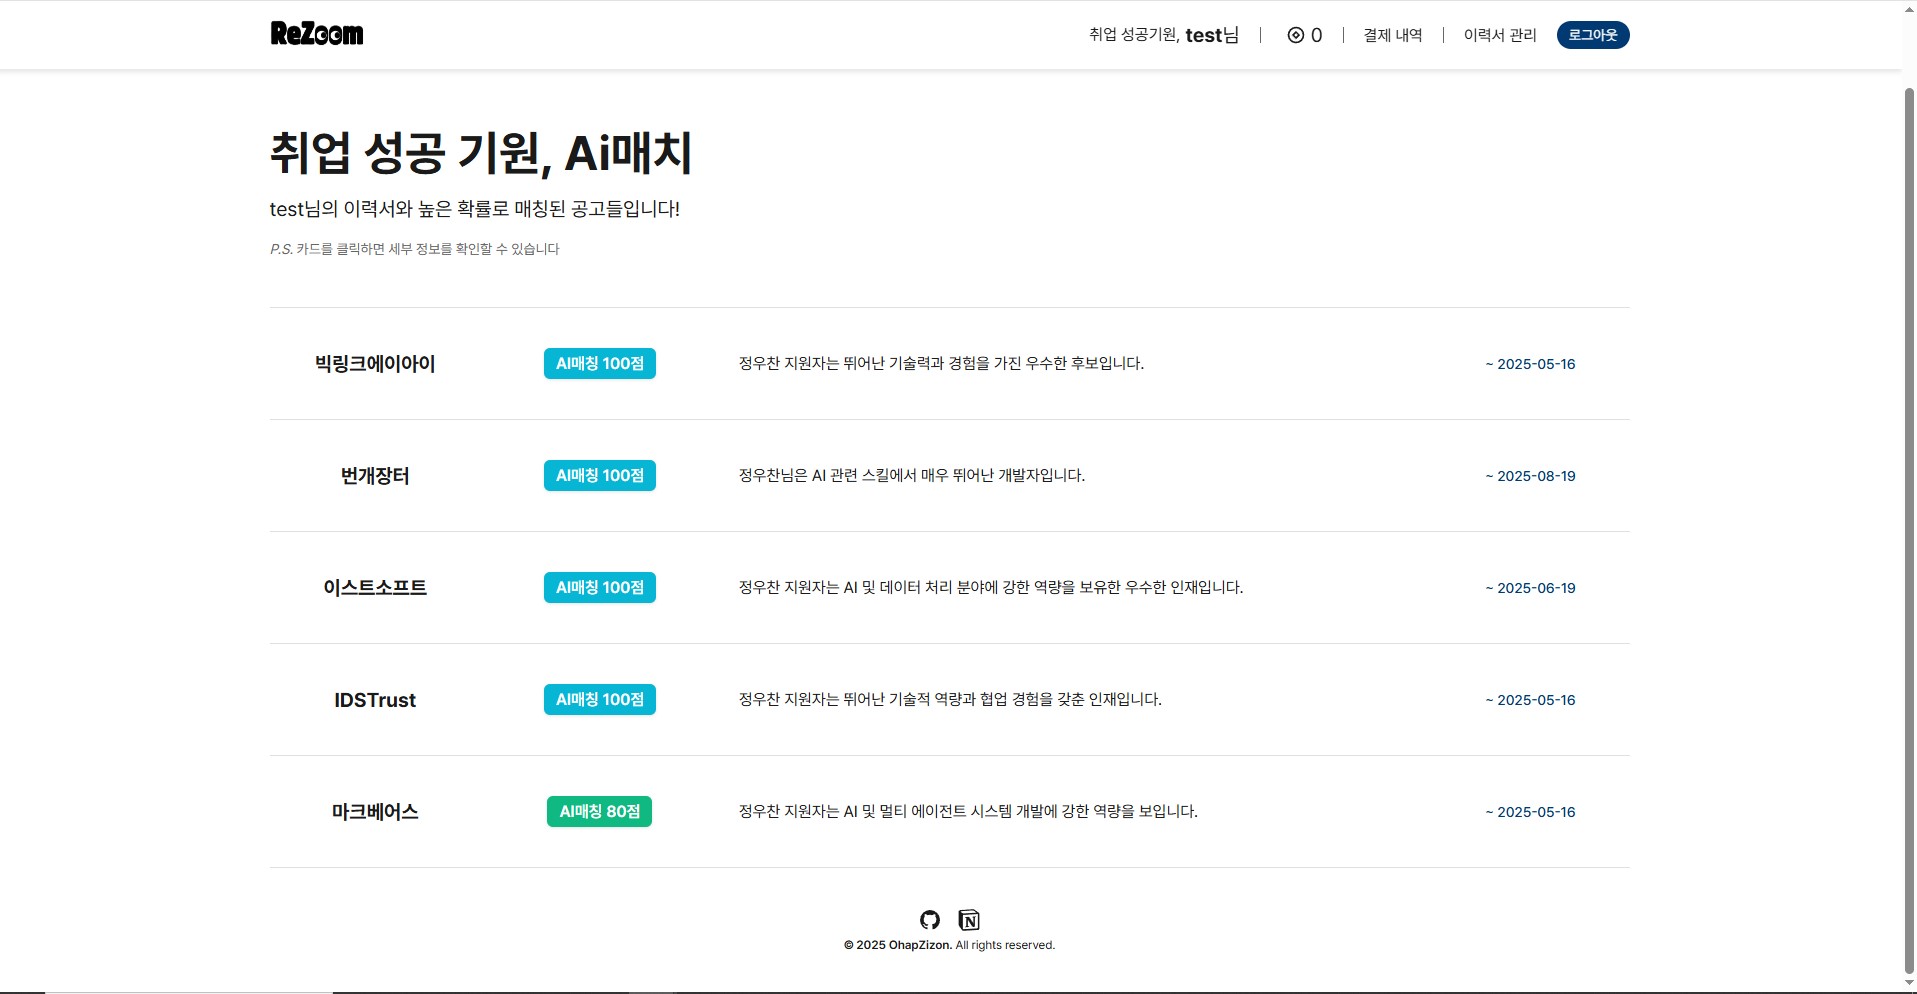 ReZoom
취업 성공기원, test님 | 0 | 결제 내역 | 이력서 관리 로그아웃
취업 성공 기원, Ai매치
test님의 이력서와 높은 확률로 매칭된 공고들입니다!
P.S. 카드를 클릭하면 세부 정보를 확인할 수 있습니다
빅링크에이아이 AI매칭 100점 정우찬 지원자는 뛰어난 기술력과 경험을 가진 우수한 후보입니다. ~ 2025-05-16
번개장터 AI매칭 100점 정우찬님은 AI 관련 스킬에서 매우 뛰어난 개발자입니다. ~ 2025-08-19
이스트소프트 AI매칭 100점 정우찬 지원자는 AI 및 데이터 처리 분야에 강한 역량을 보유한 우수한 인재입니다. ~ 2025-06-19
IDSTrust AI매칭 100점 정우찬 지원자는 뛰어난 기술적 역량과 협업 경험을 갖춘 인재입니다. ~ 2025-05-16
마크베어스 AI매칭 80점 정우찬 지원자는 AI 및 멀티 에이전트 시스템 개발에 강한 역량을 보입니다. ~ 2025-05-16
N
© 2025 OhapZizon. All rights reserved.